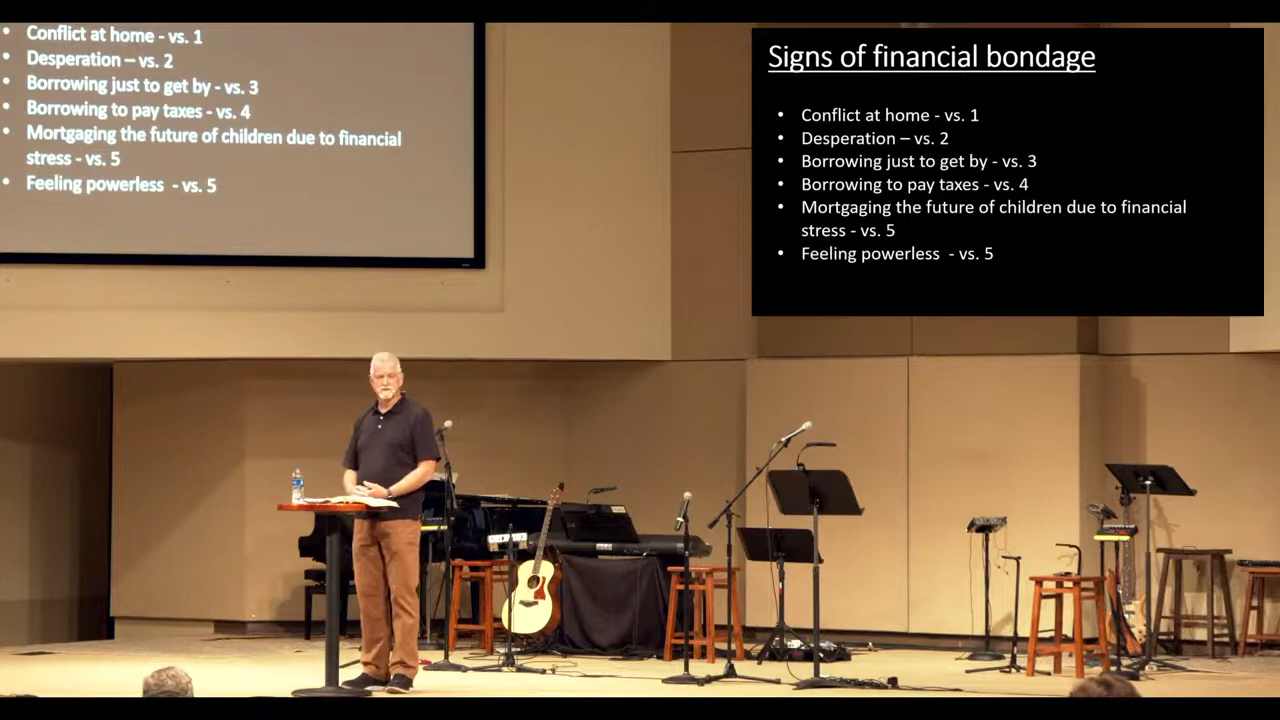 • Conflict at home - vs. 1
• Desperation – vs. 2
• Borrowing just to get by - vs. 3
• Borrowing to pay taxes - vs. 4
• Mortgaging the future of children due to financial
stress - vs. 5
• Feeling powerless - vs. 5
Signs of financial bondage
• Conflict at home - vs. 1
• Desperation – vs. 2
• Borrowing just to get by - vs. 3
• Borrowing to pay taxes - vs. 4
• Mortgaging the future of children due to financial
stress - vs. 5
• Feeling powerless - vs. 5